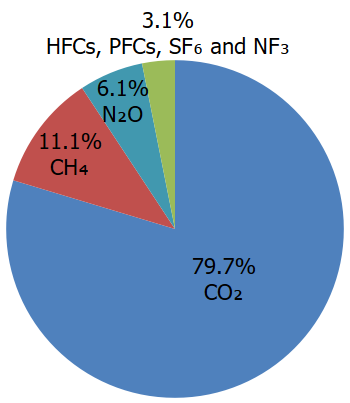 3.1%
HFCs, PFCs, SF₆ and NF₃
6.1%
N₂O
11.1%
CH₄
79.7%
CO₂